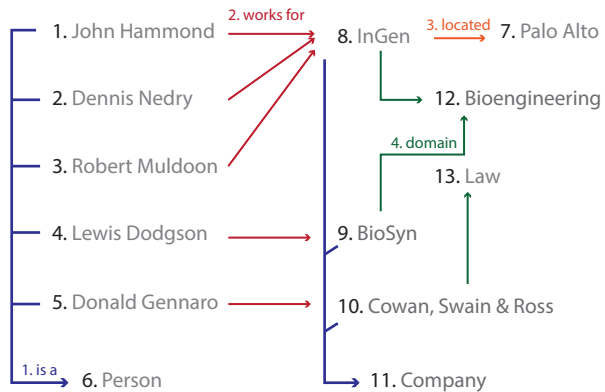 1. John Hammond
2. works for
8. InGen
3. located
7. Palo Alto
2. Dennis Nedry
12. Bioengineering
4. domain
3. Robert Muldoon
13. Law
4. Lewis Dodgson
9. BioSyn
5. Donald Gennaro
10. Cowan, Swain & Ross
1. is a
6. Person
11. Company